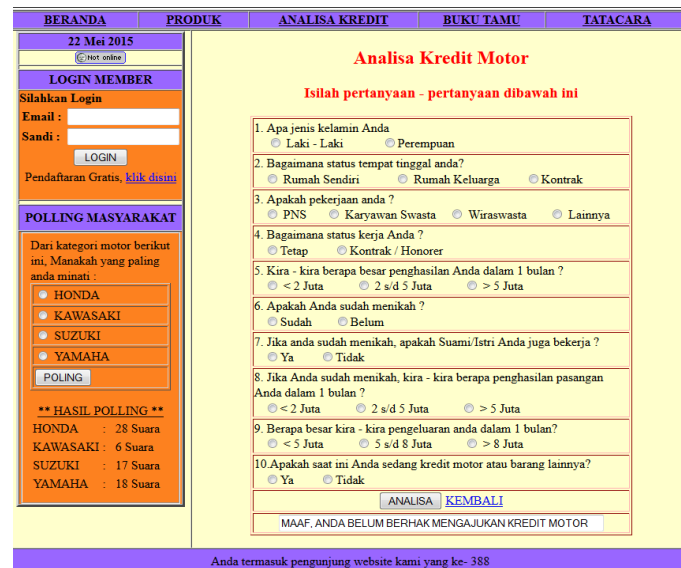 BERANDA PRODUK ANALISA KREDIT BUKU TAMU TATACARA
22 Mei 2015
Not online
LOGIN MEMBER
Silahkan Login
Email :
Sandi :
LOGIN
Pendaftaran Gratis, klik disini
POLLING MASYARAKAT
Dari kategori motor berikut
ini, Manakah yang paling
anda minati :
HONDA
KAWASAKI
SUZUKI
YAMAHA
POLING
** HASIL POLLING **
HONDA : 28 Suara
KAWASAKI : 6 Suara
SUZUKI : 17 Suara
YAMAHA : 18 Suara
Analisa Kredit Motor
Isilah pertanyaan - pertanyaan dibawah ini
1. Apa jenis kelamin Anda
Laki - Laki Perempuan
2. Bagaimana status tempat tinggal anda?
Rumah Sendiri Rumah Keluarga Kontrak
3. Apakah pekerjaan anda ?
PNS Karyawan Swasta Wiraswasta Lainnya
4. Bagaimana status kerja Anda ?
Tetap Kontrak / Honorer
5. Kira - kira berapa besar penghasilan Anda dalam 1 bulan ?
< 2 Juta 2 s/d 5 Juta > 5 Juta
6. Apakah Anda sudah menikah ?
Sudah Belum
7. Jika anda sudah menikah, apakah Suami/Istri Anda juga bekerja ?
Ya Tidak
8. Jika Anda sudah menikah, kira - kira berapa penghasilan pasangan
Anda dalam 1 bulan ?
< 2 Juta 2 s/d 5 Juta > 5 Juta
9. Berapa besar kira - kira pengeluaran anda dalam 1 bulan?
< 5 Juta 5 s/d 8 Juta > 8 Juta
10.Apakah saat ini Anda sedang kredit motor atau barang lainnya?
Ya Tidak
ANALISA KEMBALI
MAAF, ANDA BELUM BERHAK MENGAJUKAN KREDIT MOTOR
Anda termasuk pengunjung website kami yang ke- 388